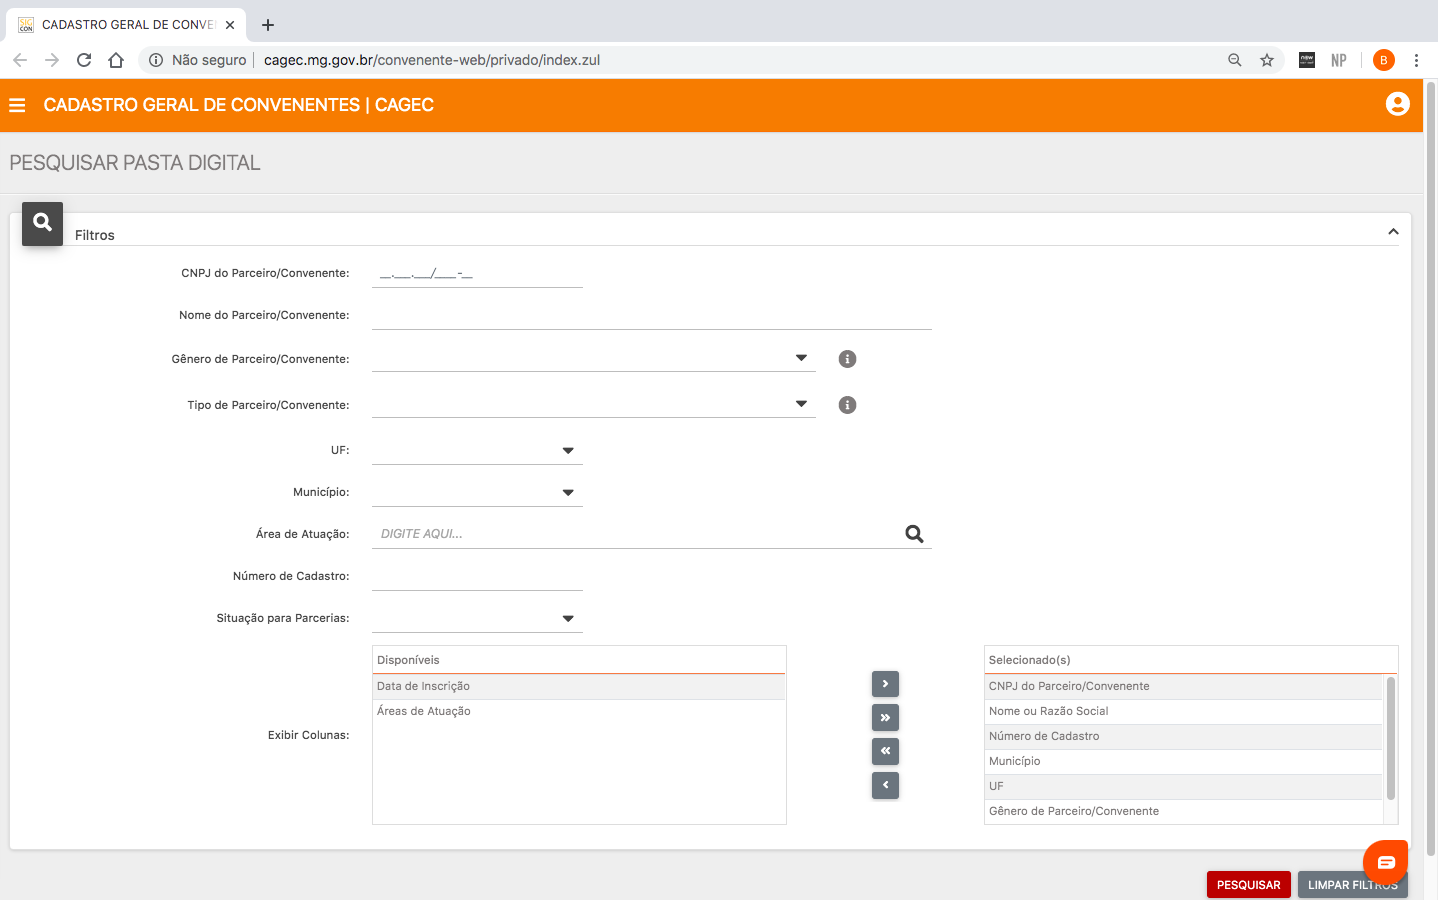 CADASTRO GERAL DE CONVE
Não seguro
cagec.mg.gov.br/convenente-web/privado/index.zul
NP
B
CADASTRO GERAL DE CONVENENTES | CAGEC
PESQUISAR PASTA DIGITAL
Filtros
CNPJ do Parceiro/Convenente: __.___.___/____-__
Nome do Parceiro/Convenente:
Gênero de Parceiro/Convenente:
Tipo de Parceiro/Convenente:
UF:
Município:
Área de Atuação: DIGITE AQUI...
Número de Cadastro:
Situação para Parcerias:
Exibir Colunas:
Disponíveis
Data de Inscrição
Áreas de Atuação
Selecionado(s)
CNPJ do Parceiro/Convenente
Nome ou Razão Social
Número de Cadastro
Município
UF
Gênero de Parceiro/Convenente
PESQUISAR
LIMPAR FILTROS